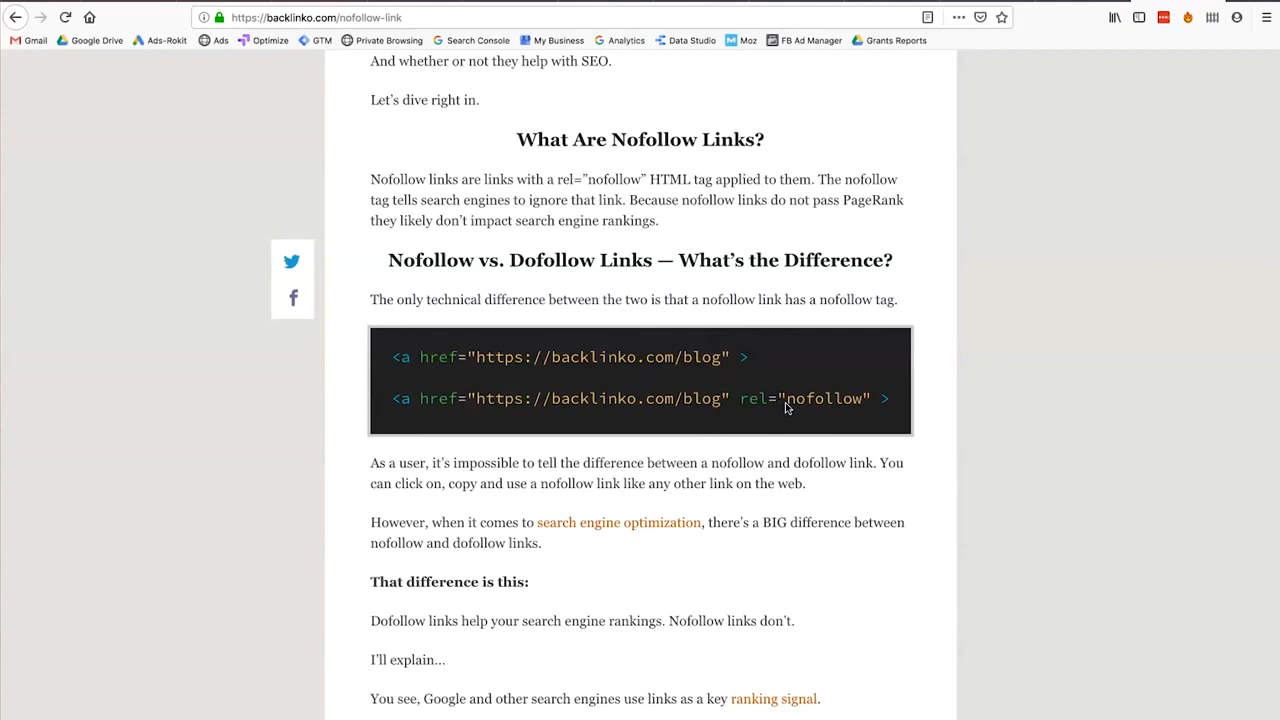 https://backlinko.com/nofollow-link
Gmail Google Drive Ads-Rokit Ads Optimize GTM Private Browsing Search Console My Business Analytics Data Studio Moz FB Ad Manager Grants Reports
And whether or not they help with SEO.
Let’s dive right in.
What Are Nofollow Links?
Nofollow links are links with a rel=”nofollow” HTML tag applied to them. The nofollow
tag tells search engines to ignore that link. Because nofollow links do not pass PageRank
they likely don’t impact search engine rankings.
Nofollow vs. Dofollow Links — What’s the Difference?
The only technical difference between the two is that a nofollow link has a nofollow tag.
<a href="https://backlinko.com/blog" >
<a href="https://backlinko.com/blog" rel="nofollow" >
As a user, it’s impossible to tell the difference between a nofollow and dofollow link. You
can click on, copy and use a nofollow link like any other link on the web.
However, when it comes to search engine optimization, there’s a BIG difference between
nofollow and dofollow links.
That difference is this:
Dofollow links help your search engine rankings. Nofollow links don’t.
I’ll explain…
You see, Google and other search engines use links as a key ranking signal.